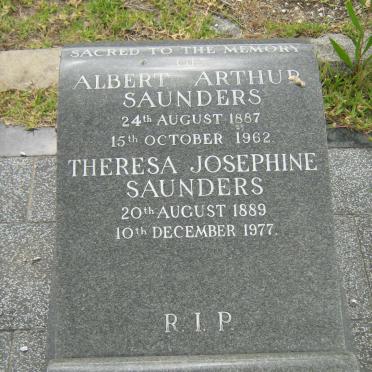 SACRED TO THE MEMORY
OF
ALBERT ARTHUR
SAUNDERS
24th AUGUST 1887
15th OCTOBER 1962.
THERESA JOSEPHINE
SAUNDERS
20th AUGUST 1889
10th DECEMBER 1977.
R.I.P.